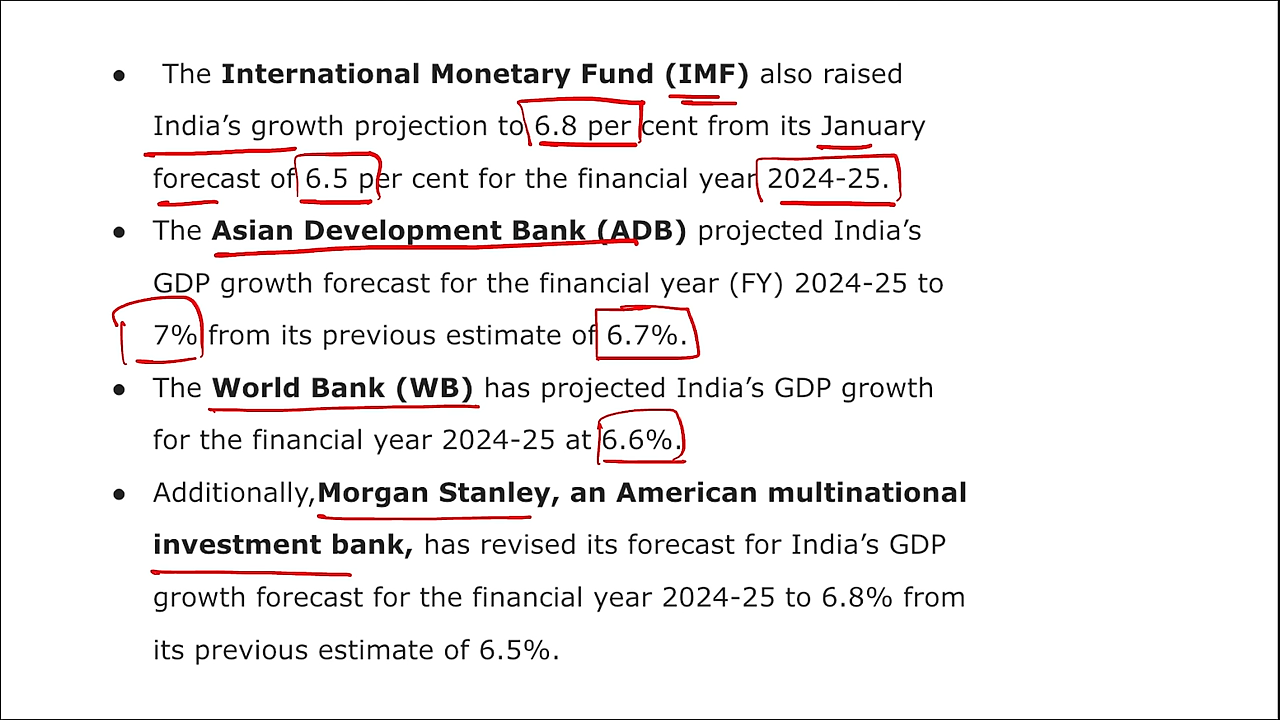 • The International Monetary Fund (IMF) also raised
India’s growth projection to 6.8 per cent from its January
forecast of 6.5 per cent for the financial year 2024-25.
• The Asian Development Bank (ADB) projected India’s
GDP growth forecast for the financial year (FY) 2024-25 to
7% from its previous estimate of 6.7%.
• The World Bank (WB) has projected India’s GDP growth
for the financial year 2024-25 at 6.6%.
• Additionally,Morgan Stanley, an American multinational
investment bank, has revised its forecast for India’s GDP
growth forecast for the financial year 2024-25 to 6.8% from
its previous estimate of 6.5%.